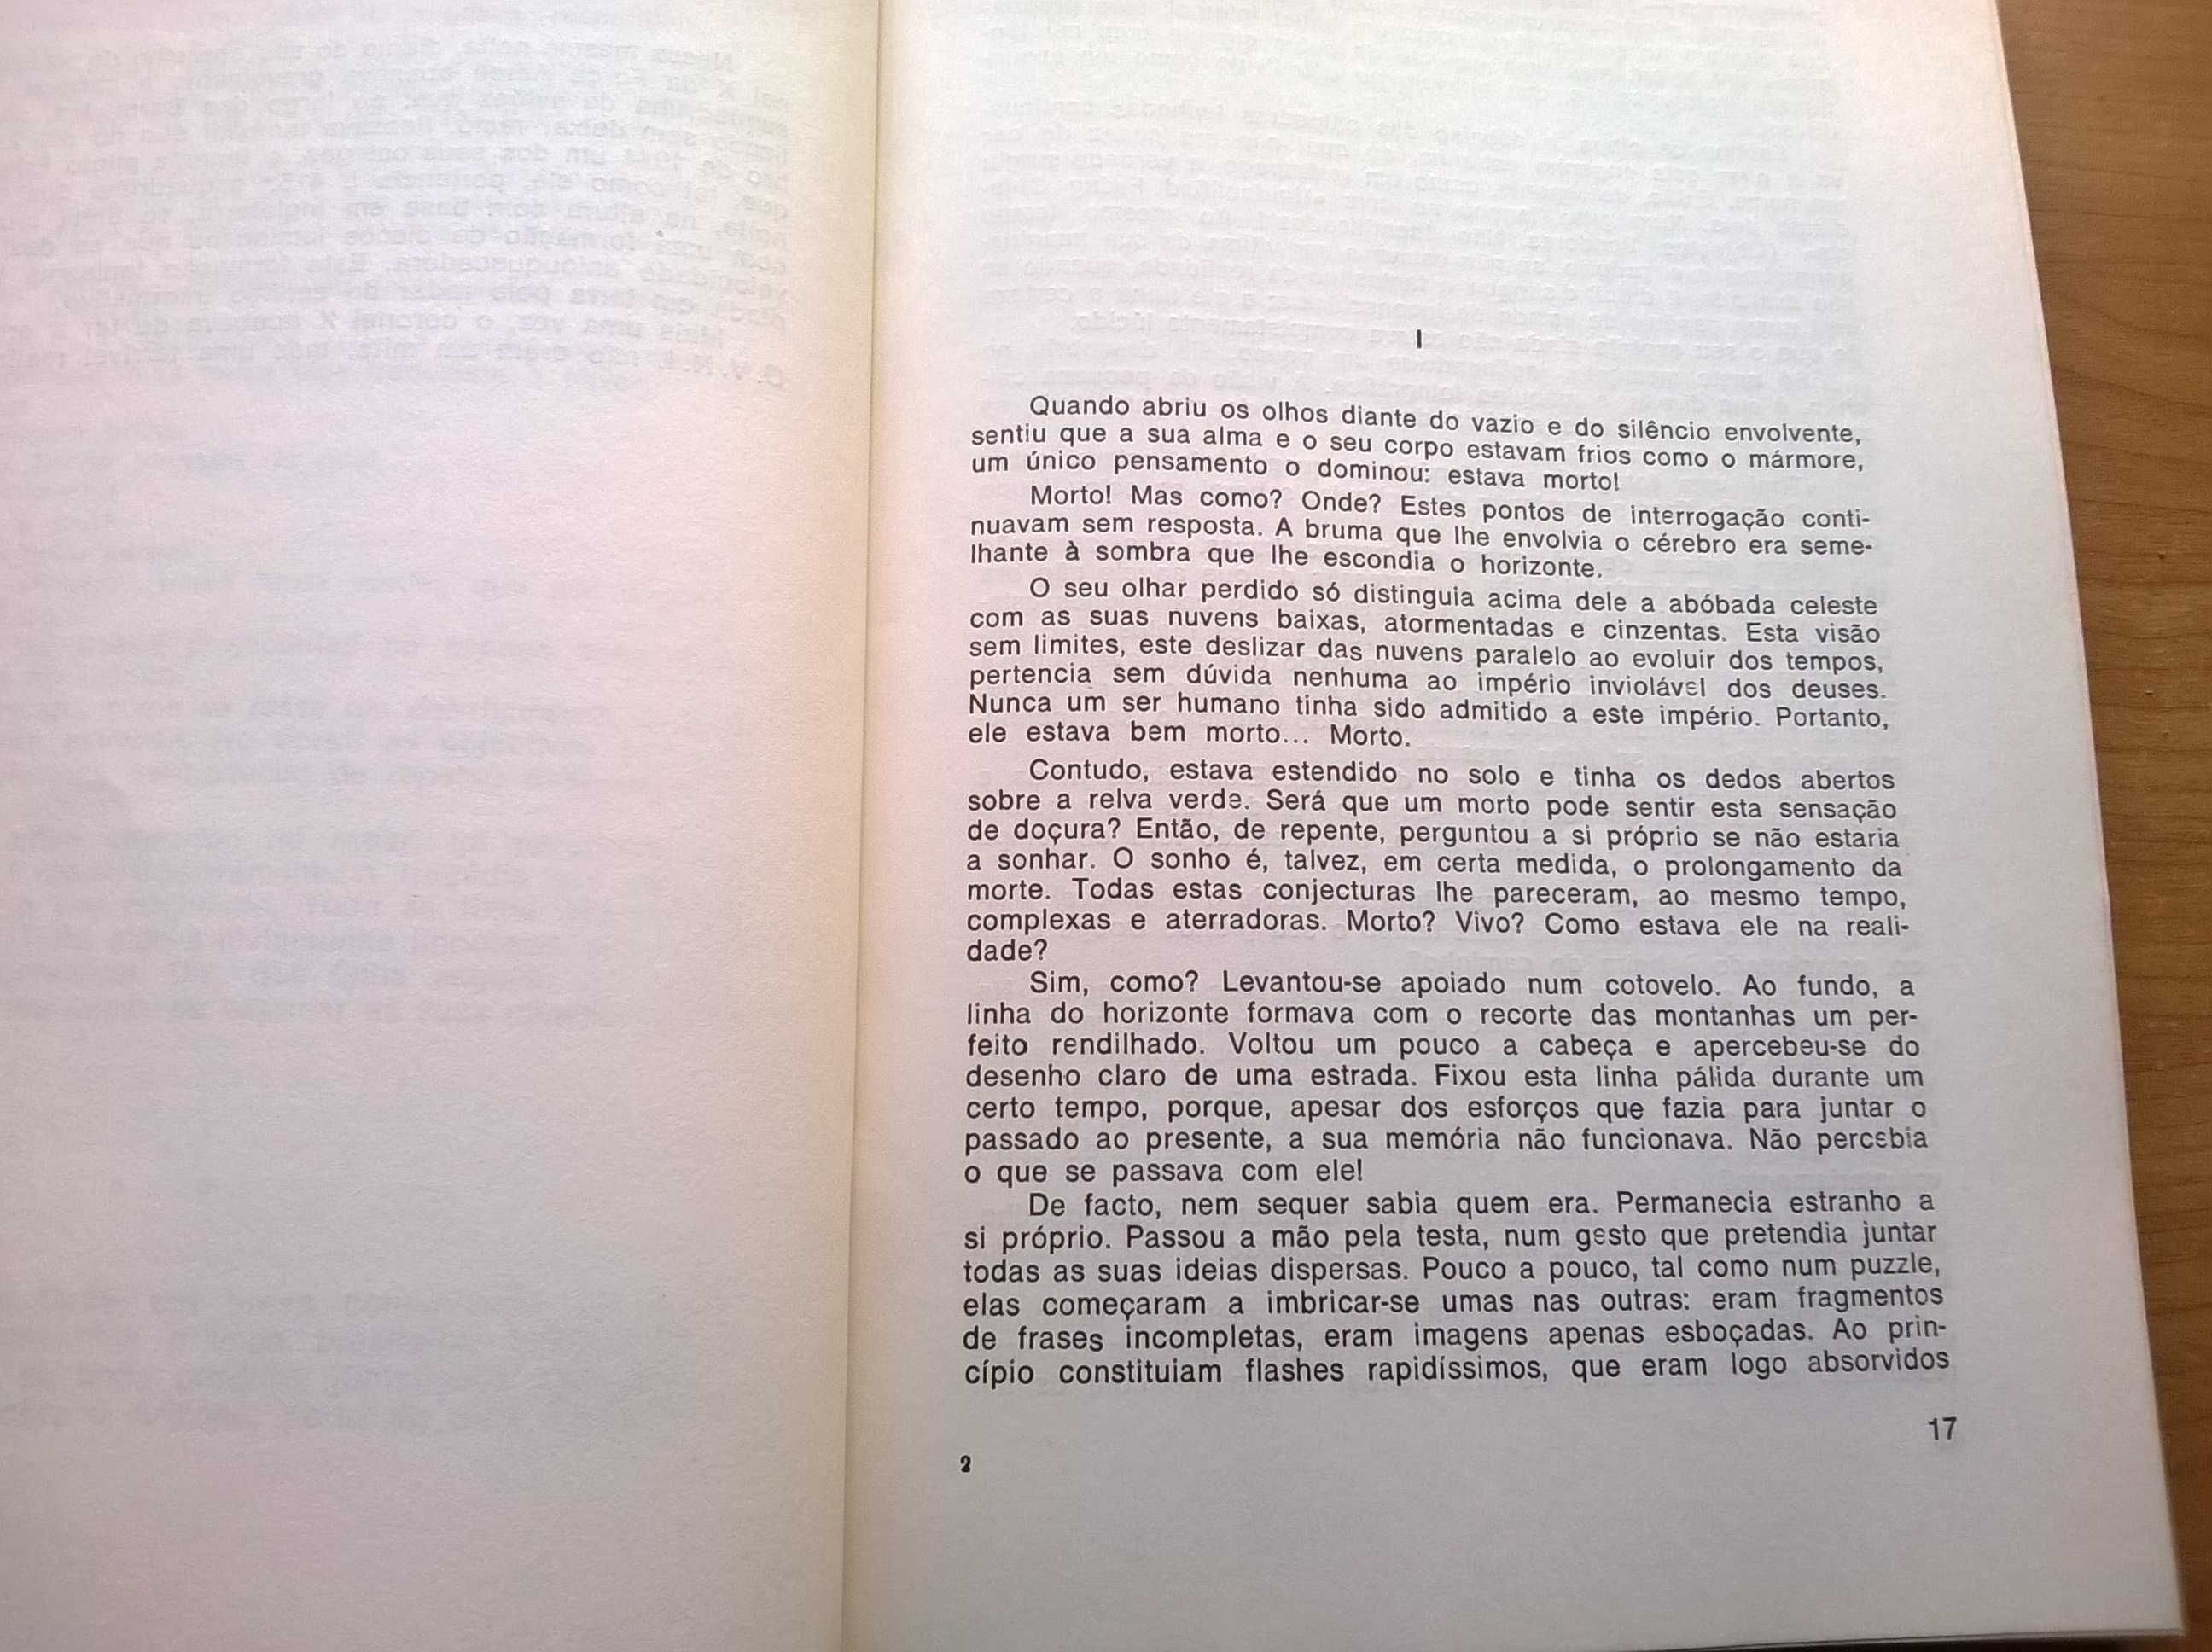 I
Quando abriu os olhos diante do vazio e do silêncio envolvente,
sentiu que a sua alma e o seu corpo estavam frios como o mármore,
um único pensamento o dominou: estava morto!
Morto! Mas como? Onde? Estes pontos de interrogação conti-
nuavam sem resposta. A bruma que lhe envolvia o cérebro era seme-
lhante à sombra que lhe escondia o horizonte.
O seu olhar perdido só distinguia acima dele a abóbada celeste
com as suas nuvens baixas, atormentadas e cinzentas. Esta visão
sem limites, este deslizar das nuvens paralelo ao evoluir dos tempos,
pertencia sem dúvida nenhuma ao império inviolável dos deuses.
Nunca um ser humano tinha sido admitido a este império. Portanto,
ele estava bem morto... Morto.
Contudo, estava estendido no solo e tinha os dedos abertos
sobre a relva verde. Será que um morto pode sentir esta sensação
de doçura? Então, de repente, perguntou a si próprio se não estaria
a sonhar. O sonho é, talvez, em certa medida, o prolongamento da
morte. Todas estas conjecturas lhe pareceram, ao mesmo tempo,
complexas e aterradoras. Morto? Vivo? Como estava ele na reali-
dade?
Sim, como? Levantou-se apoiado num cotovelo. Ao fundo, a
linha do horizonte formava com o recorte das montanhas um per-
feito rendilhado. Voltou um pouco a cabeça e apercebeu-se do
desenho claro de uma estrada. Fixou esta linha pálida durante um
certo tempo, porque, apesar dos esforços que fazia para juntar o
passado ao presente, a sua memória não funcionava. Não percebia
o que se passava com ele!
De facto, nem sequer sabia quem era. Permanecia estranho a
si próprio. Passou a mão pela testa, num gesto que pretendia juntar
todas as suas ideias dispersas. Pouco a pouco, tal como num puzzle,
elas começaram a imbricar-se umas nas outras: eram fragmentos
de frases incompletas, eram imagens apenas esboçadas. Ao prin-
cípio constituiam flashes rapidíssimos, que eram logo absorvidos
17
2